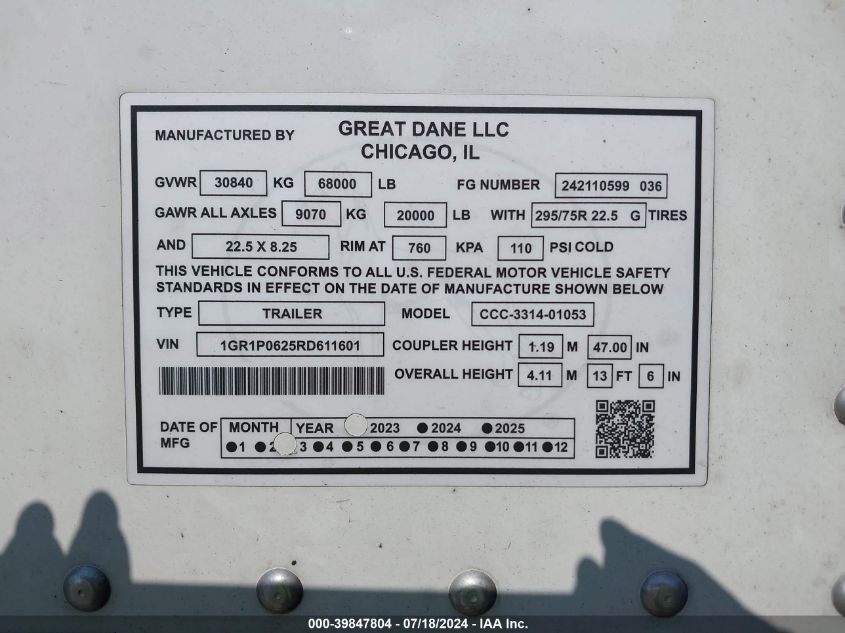 MANUFACTURED BY GREAT DANE LLC
CHICAGO, IL
GVWR 30840 KG 68000 LB FG NUMBER 242110599 036
GAWR ALL AXLES 9070 KG 20000 LB WITH 295/75R 22.5 G TIRES
AND 22.5 X 8.25 RIM AT 760 KPA 110 PSI COLD
THIS VEHICLE CONFORMS TO ALL U.S. FEDERAL MOTOR VEHICLE SAFETY
STANDARDS IN EFFECT ON THE DATE OF MANUFACTURE SHOWN BELOW
TYPE TRAILER MODEL CCC-3314-01053
VIN 1GR1P0625RD611601 COUPLER HEIGHT 1.19 M 47.00 IN
OVERALL HEIGHT 4.11 M 13 FT 6 IN
DATE OF MFG MONTH YEAR 2023 ●2024 ●2025
●1 ●2 3 ●4 ●5 ●6 ●7 ●8 ●9 ●10 ●11 ●12
000-39847804 - 07/18/2024 - IAA Inc.